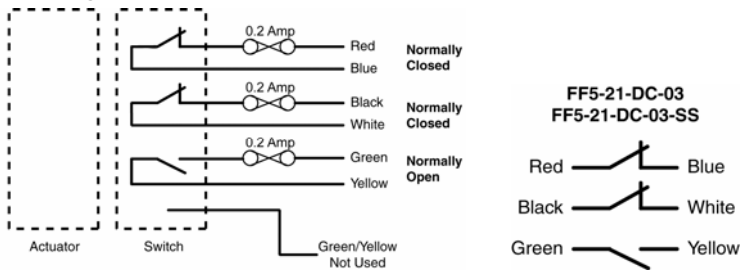 0.2 Amp
Red
Blue
Normally
Closed
0.2 Amp
Black
White
Normally
Closed
0.2 Amp
Green
Yellow
Normally
Open
Actuator
Switch
Green/Yellow
Not Used
FF5-21-DC-03
FF5-21-DC-03-SS
Red Blue
Black White
Green Yellow